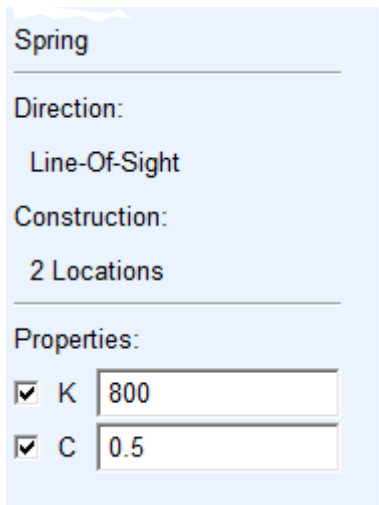 Spring
Direction:
Line-Of-Sight
Construction:
2 Locations
Properties:
K 800
C 0.5